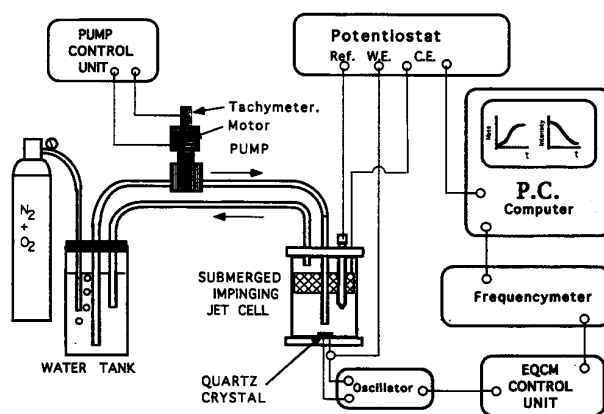 PUMP
CONTROL
UNIT
Potentiostat
Ref. W.E. C.E.
Tachymeter.
Motor
PUMP
Mass
t
Intensity
t
P.C.
Computer
N2
+
O2
SUBMERGED
IMPINGING
JET CELL
Frequencymeter
WATER TANK
QUARTZ
CRYSTAL
Oscillator
EQCM
CONTROL
UNIT